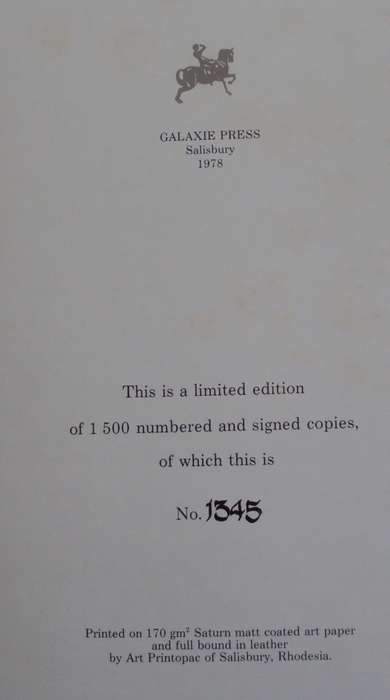 GALAXIE PRESS
Salisbury
1978
This is a limited edition
of 1 500 numbered and signed copies,
of which this is
No. 1345
Printed on 170 gm² Saturn matt coated art paper
and full bound in leather
by Art Printopac of Salisbury, Rhodesia.